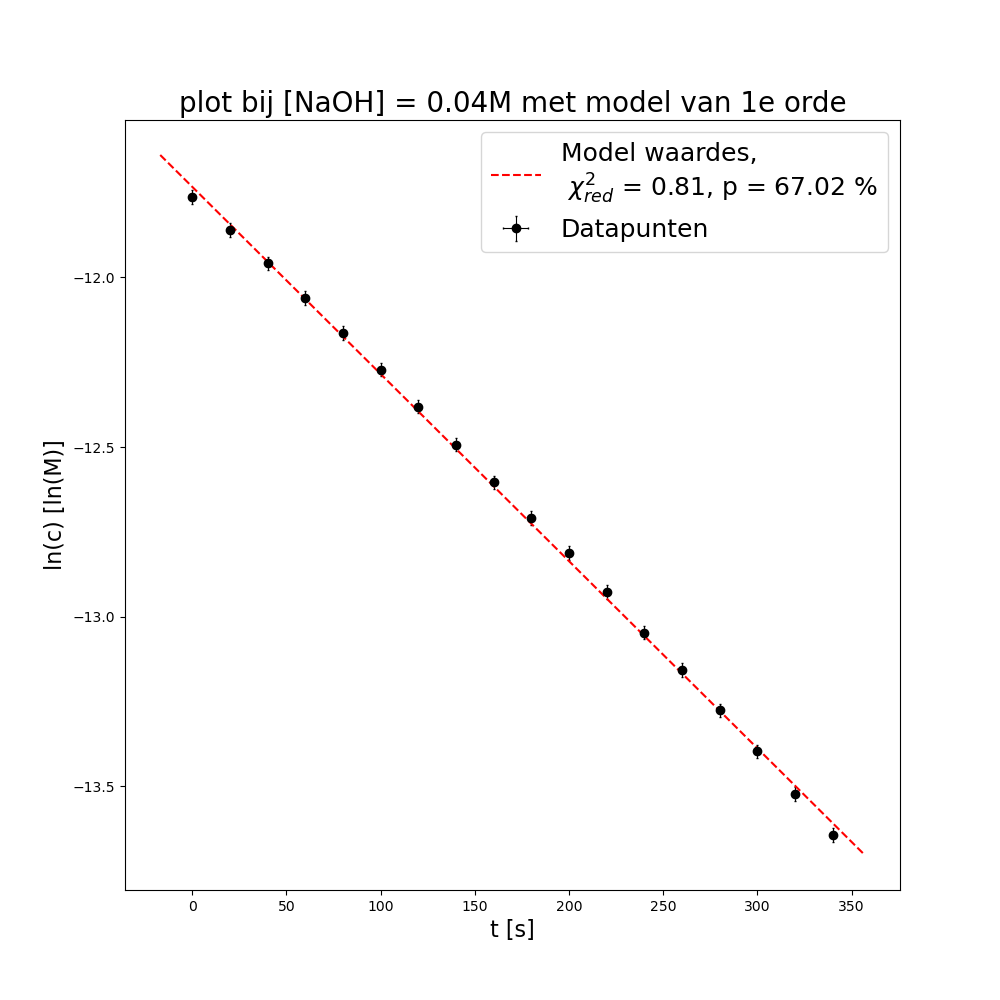 plot bij [NaOH] = 0.04M met model van 1e orde
Model waardes,
χ²red = 0.81, p = 67.02 %
Datapunten
ln(c) [ln(M)]
−12.0
−12.5
−13.0
−13.5
0 50 100 150 200 250 300 350
t [s]